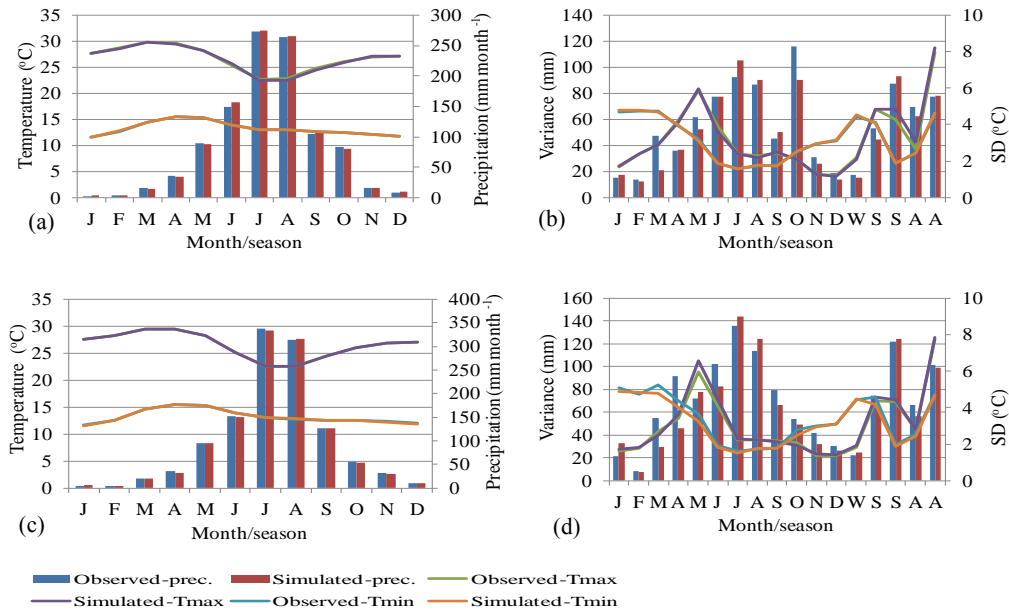 35 300 140 10
30 250 120 8
25 200 100 6
20 150 80 4
15 100 60 2
10 50 40 0
5 0 20
0 0
Temperature (°C)
Precipitation (mm month⁻¹)
Variance (mm)
SD (°C)
J F M A M J J A S O N D
J F M A M J J A S O N D W S S A A
(a) Month/season
(b) Month/season
35 400 160 10
30 350 140 8
25 300 120 6
20 250 100 4
15 200 80 2
10 150 60 0
5 100 40
0 50 20
0 0
Temperature (°C)
Precipitation (mm month⁻¹)
Variance (mm)
SD (°C)
J F M A M J J A S O N D
J F M A M J J A S O N D W S S A A
(c) Month/season
(d) Month/season
Observed-prec. Simulated-prec. Observed-Tmax
Simulated-Tmax Observed-Tmin Simulated-Tmin